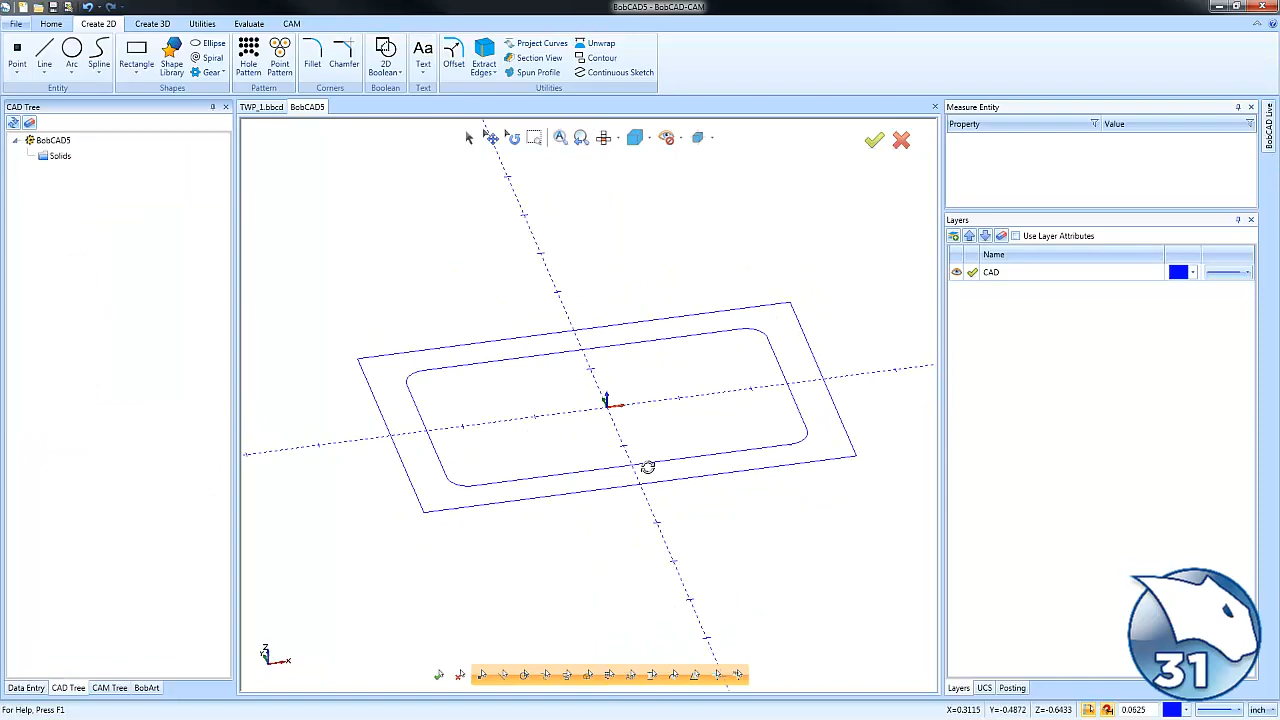 BobCAD5 - BobCAD-CAM
File Home Create 2D Create 3D Utilities Evaluate CAM
Point Line Arc Spline Rectangle Shape Library Ellipse Spiral Gear Hole Pattern Point Pattern Fillet Chamfer 2D Boolean Text Offset Extract Edges Project Curves Section View Spun Profile Unwrap Contour Continuous Sketch
Entity Shapes Pattern Corners Boolean Text Utilities
CAD Tree TWP_1.bbcd BobCAD5 Measure Entity
Property Value
BobCAD5
Solids
BobCAD Live
Layers
Use Layer Attributes
Name
CAD
Z
X
31
Data Entry CAD Tree CAM Tree BobArt Layers UCS Posting
For Help, Press F1 X=0.3115 Y=-0.4872 Z=-0.6433 0.0625 inch